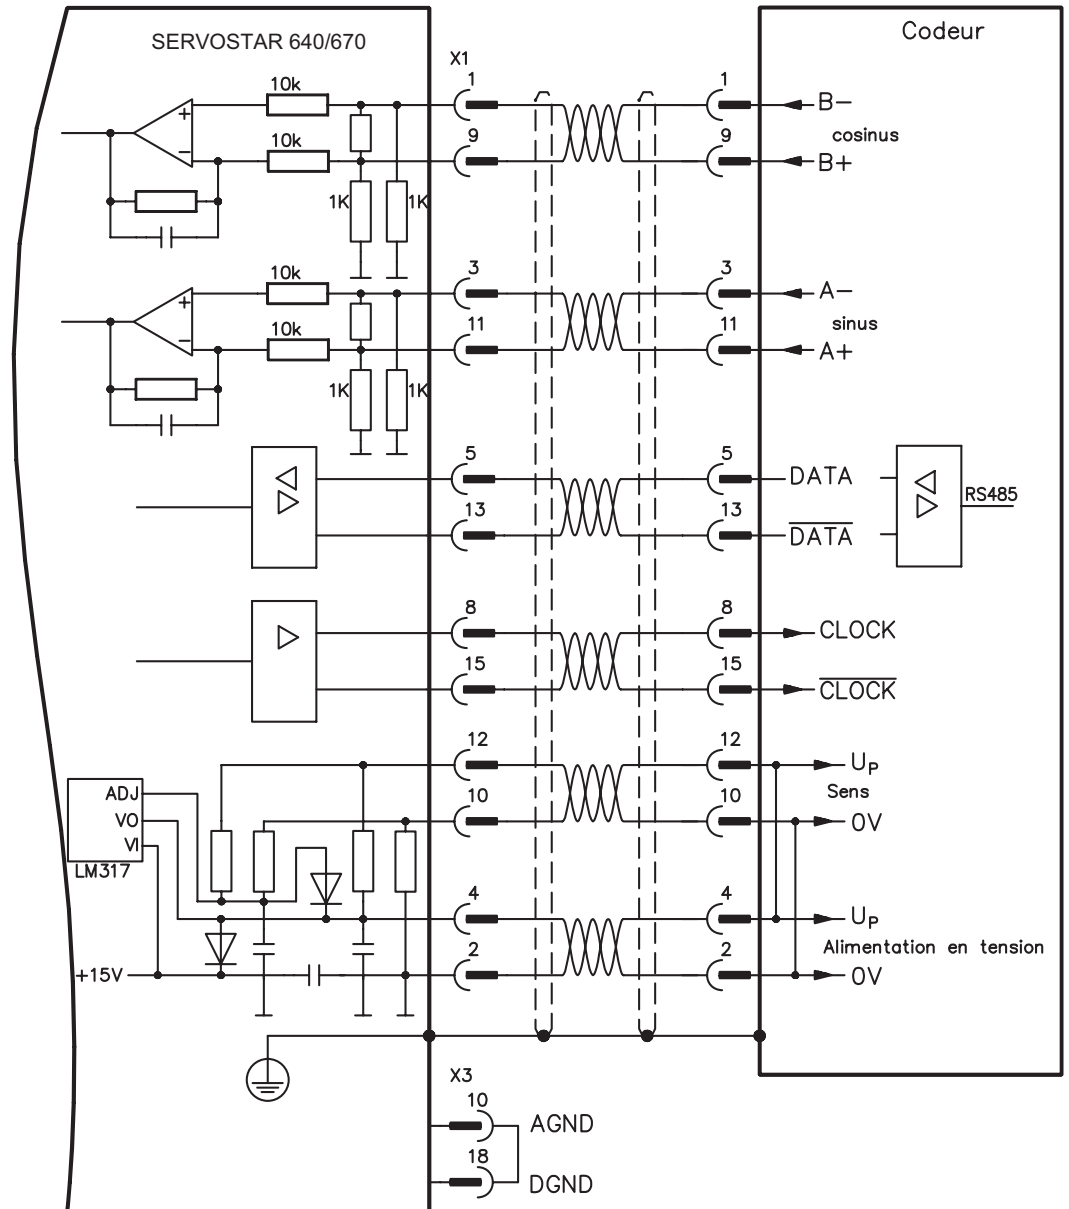 SERVOSTAR 640/670
Codeur
X1
10k
1
1
B-
10k
9
9
cosinus
B+
1K
1K
10k
3
3
A-
10k
11
11
sinus
A+
1K
1K
5
5
DATA
RS485
13
13
DATA
8
8
CLOCK
15
15
CLOCK
12
12
UP
Sens
ADJ
VO
VI
LM317
10
10
0V
4
4
UP
Alimentation en tension
+15V
2
2
0V
X3
10
AGND
18
DGND